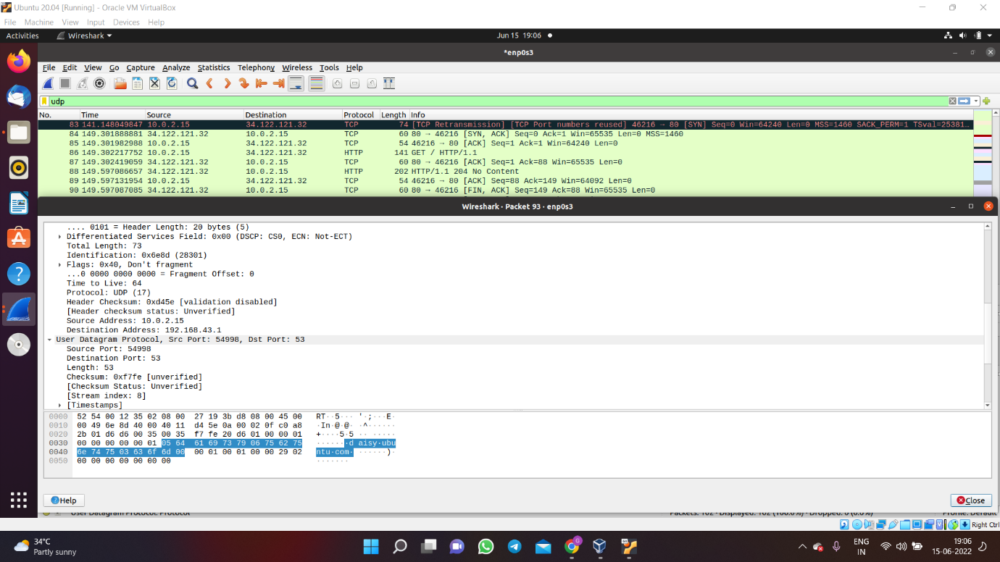 Ubuntu 20.04 [Running] - Oracle VM VirtualBox
File Machine View Input Devices Help
Activities Wireshark Jun 15 19:06
*enp0s3
File Edit View Go Capture Analyze Statistics Telephony Wireless Tools Help
udp
No. Time Source Destination Protocol Length Info
83 141.148049847 10.0.2.15 34.122.121.32 TCP 74 [TCP Retransmission] [TCP Port numbers reused] 46216 → 80 [SYN] Seq=0 Win=64240 Len=0 MSS=1460 SACK_PERM=1 TSval=25381…
84 149.301888881 34.122.121.32 10.0.2.15 TCP 60 80 → 46216 [SYN, ACK] Seq=0 Ack=1 Win=65535 Len=0 MSS=1460
85 149.301982988 10.0.2.15 34.122.121.32 TCP 54 46216 → 80 [ACK] Seq=1 Ack=1 Win=64240 Len=0
86 149.302217752 10.0.2.15 34.122.121.32 HTTP 141 GET / HTTP/1.1
87 149.302419059 34.122.121.32 10.0.2.15 TCP 60 80 → 46216 [ACK] Seq=1 Ack=88 Win=65535 Len=0
88 149.597086657 34.122.121.32 10.0.2.15 HTTP 202 HTTP/1.1 204 No Content
89 149.597131954 10.0.2.15 34.122.121.32 TCP 54 46216 → 80 [ACK] Seq=88 Ack=149 Win=64092 Len=0
90 149.597087085 34.122.121.32 10.0.2.15 TCP 60 80 → 46216 [FIN, ACK] Seq=149 Ack=88 Win=65535 Len=0
Wireshark · Packet 93 · enp0s3
.... 0101 = Header Length: 20 bytes (5)
Differentiated Services Field: 0x00 (DSCP: CS0, ECN: Not-ECT)
Total Length: 73
Identification: 0x6e8d (28301)
Flags: 0x40, Don't fragment
...0 0000 0000 0000 = Fragment Offset: 0
Time to Live: 64
Protocol: UDP (17)
Header Checksum: 0xd45e [validation disabled]
[Header checksum status: Unverified]
Source Address: 10.0.2.15
Destination Address: 192.168.43.1
User Datagram Protocol, Src Port: 54998, Dst Port: 53
Source Port: 54998
Destination Port: 53
Length: 53
Checksum: 0xf7fe [unverified]
[Checksum Status: Unverified]
[Stream index: 8]
[Timestamps]
0000 52 54 00 12 35 02 08 00 27 19 3b d8 08 00 45 00 RT··5··· '·;···E·
0010 00 49 6e 8d 40 00 40 11 d4 5e 0a 00 02 0f c0 a8 ·In·@·@· ·^······
0020 2b 01 d6 d6 00 35 00 35 f7 fe 20 d6 01 00 00 01 +····5·5 ·· ·····
0030 00 00 00 00 00 01 05 64 61 69 73 79 06 75 62 75 ·······d aisy·ubu
0040 6e 74 75 03 63 6f 6d 00 00 01 00 01 00 00 29 02 ntu·com· ······)·
0050 00 00 00 00 00 00 00 ·······
Help Close
User Datagram Protocol: Protocol Packets: 102 · Displayed: 102 (100.0%) · Dropped: 0 (0.0%) Profile: Default
Right Ctrl
34°C
Partly sunny
ENG
IN
19:06
15-06-2022